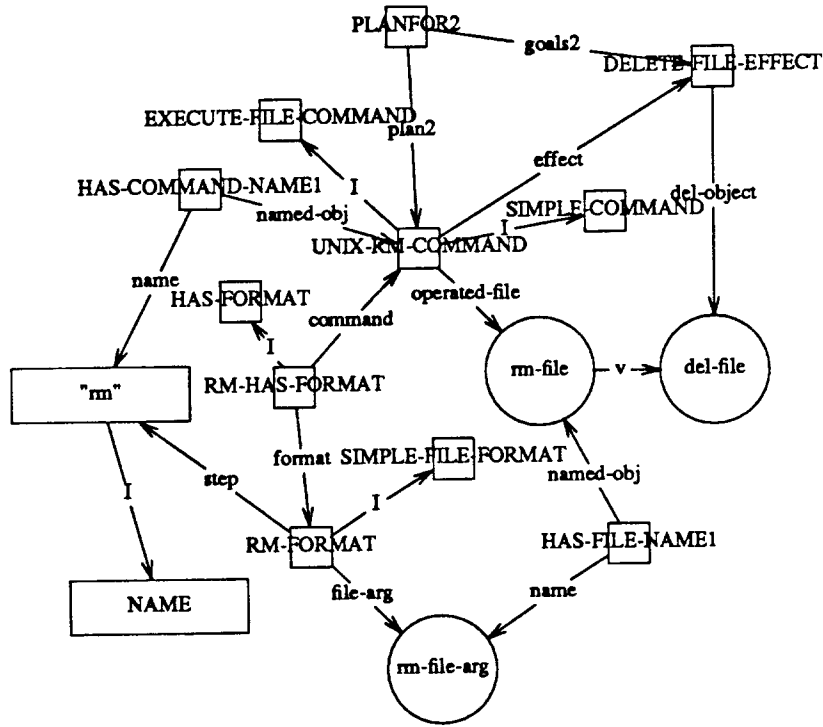 PLANFOR2
goals2
DELETE-FILE-EFFECT
EXECUTE-FILE-COMMAND
plan2
effect
HAS-COMMAND-NAME1
I
del-object
named-obj
SIMPLE-COMMAND
I
UNIX-RM-COMMAND
name
HAS-FORMAT
operated-file
command
I
RM-HAS-FORMAT
rm-file
v
del-file
"rm"
format
SIMPLE-FILE-FORMAT
step
named-obj
I
I
RM-FORMAT
HAS-FILE-NAME1
file-arg
name
NAME
rm-file-arg